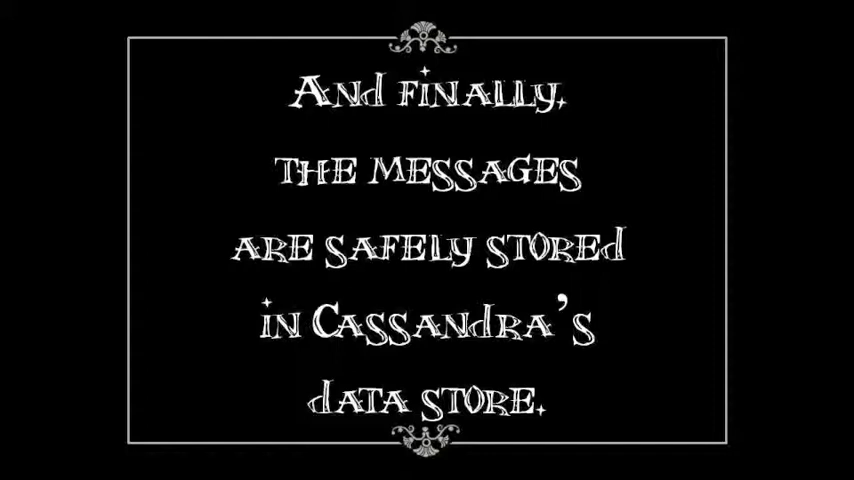 And finally,
the messages
are safely stored
in Cassandra's
data store.